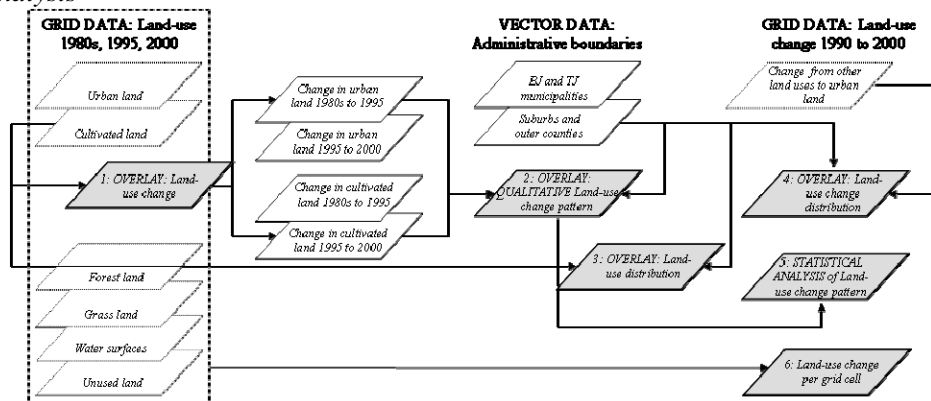 GRID DATA: Land-use
1980s, 1995, 2000
Urban land
Cultivated land
1: OVERLAY: Land-
use change
Forest land
Grass land
Water surfaces
Unused land
Change in urban
land 1980s to 1995
Change in urban
land 1995 to 2000
Change in cultivated
land 1980s to 1995
Change in cultivated
land 1995 to 2000
VECTOR DATA:
Administrative boundaries
BJ and TJ
municipalities
Suburbs and
outer counties
2: OVERLAY:
QUALITATIVE Land-use
change pattern
3: OVERLAY: Land-
use distribution
GRID DATA: Land-use
change 1990 to 2000
Change from other
land uses to urban
land
4: OVERLAY: Land-
use change
distribution
5: STATISTICAL
ANALYSIS of Land-
use change pattern
6: Land-use change
per grid cell